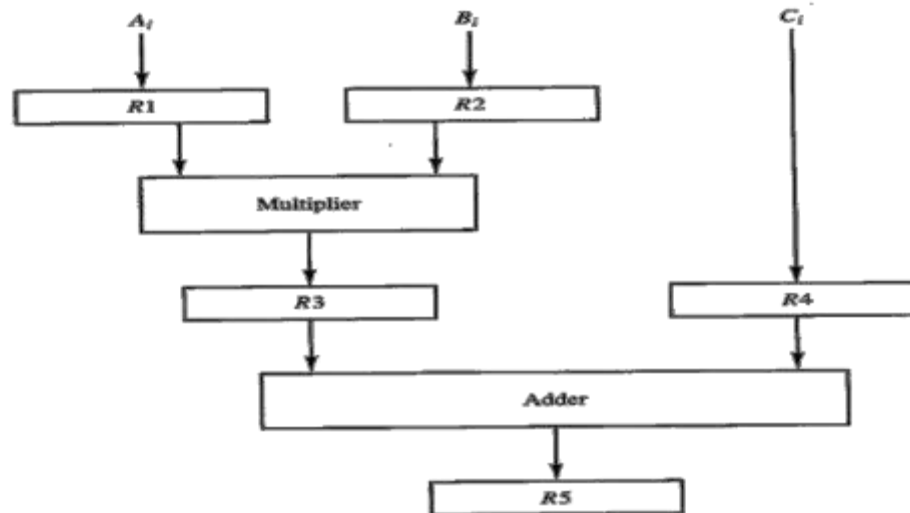 Ai Bi Ci
R1 R2
Multiplier
R3 R4
Adder
R5